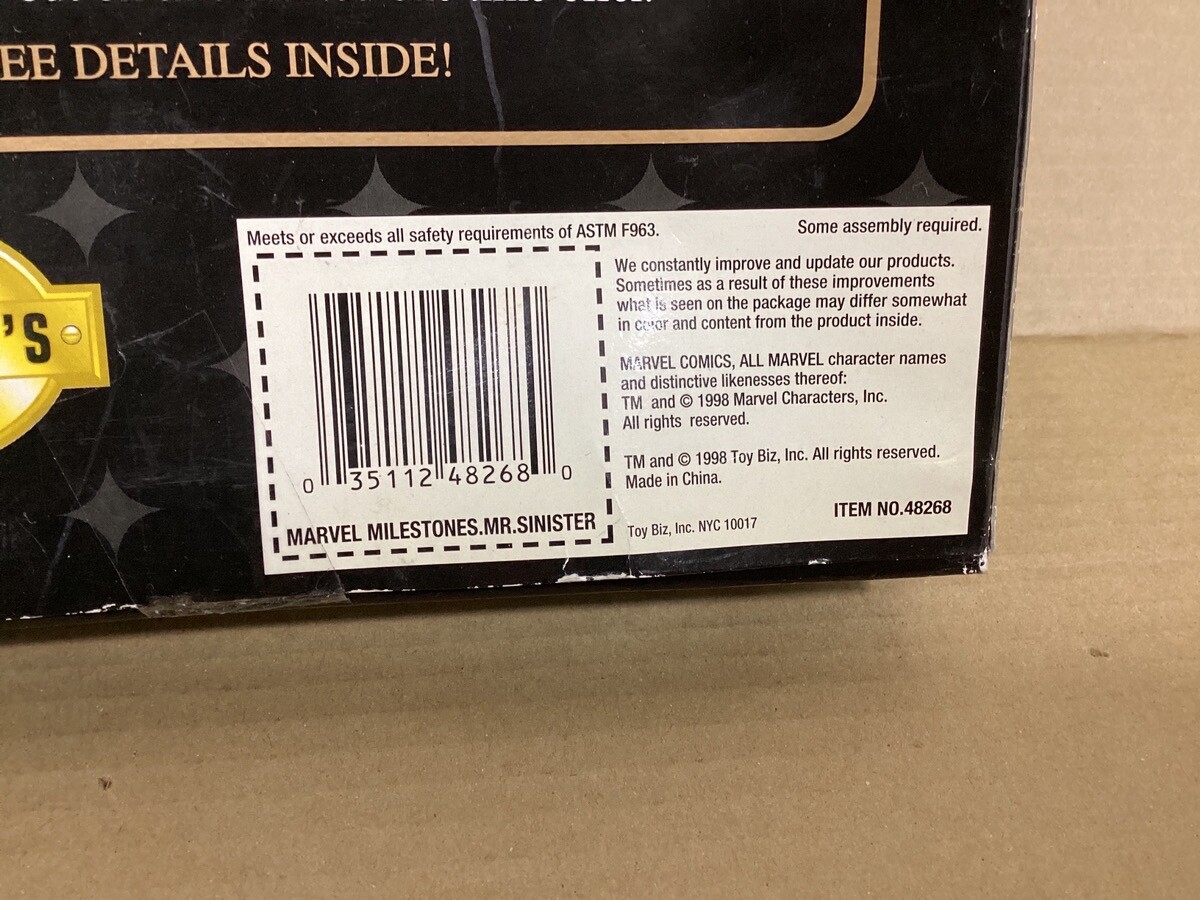 EE DETAILS INSIDE!
'S
Meets or exceeds all safety requirements of ASTM F963.
Some assembly required.
We constantly improve and update our products.
Sometimes as a result of these improvements
what is seen on the package may differ somewhat
in color and content from the product inside.
MARVEL COMICS, ALL MARVEL character names
and distinctive likenesses thereof:
TM and © 1998 Marvel Characters, Inc.
All rights reserved.
TM and © 1998 Toy Biz, Inc. All rights reserved.
Made in China.
ITEM NO.48268
Toy Biz, Inc. NYC 10017
0 35112 48268 0
MARVEL MILESTONES.MR.SINISTER